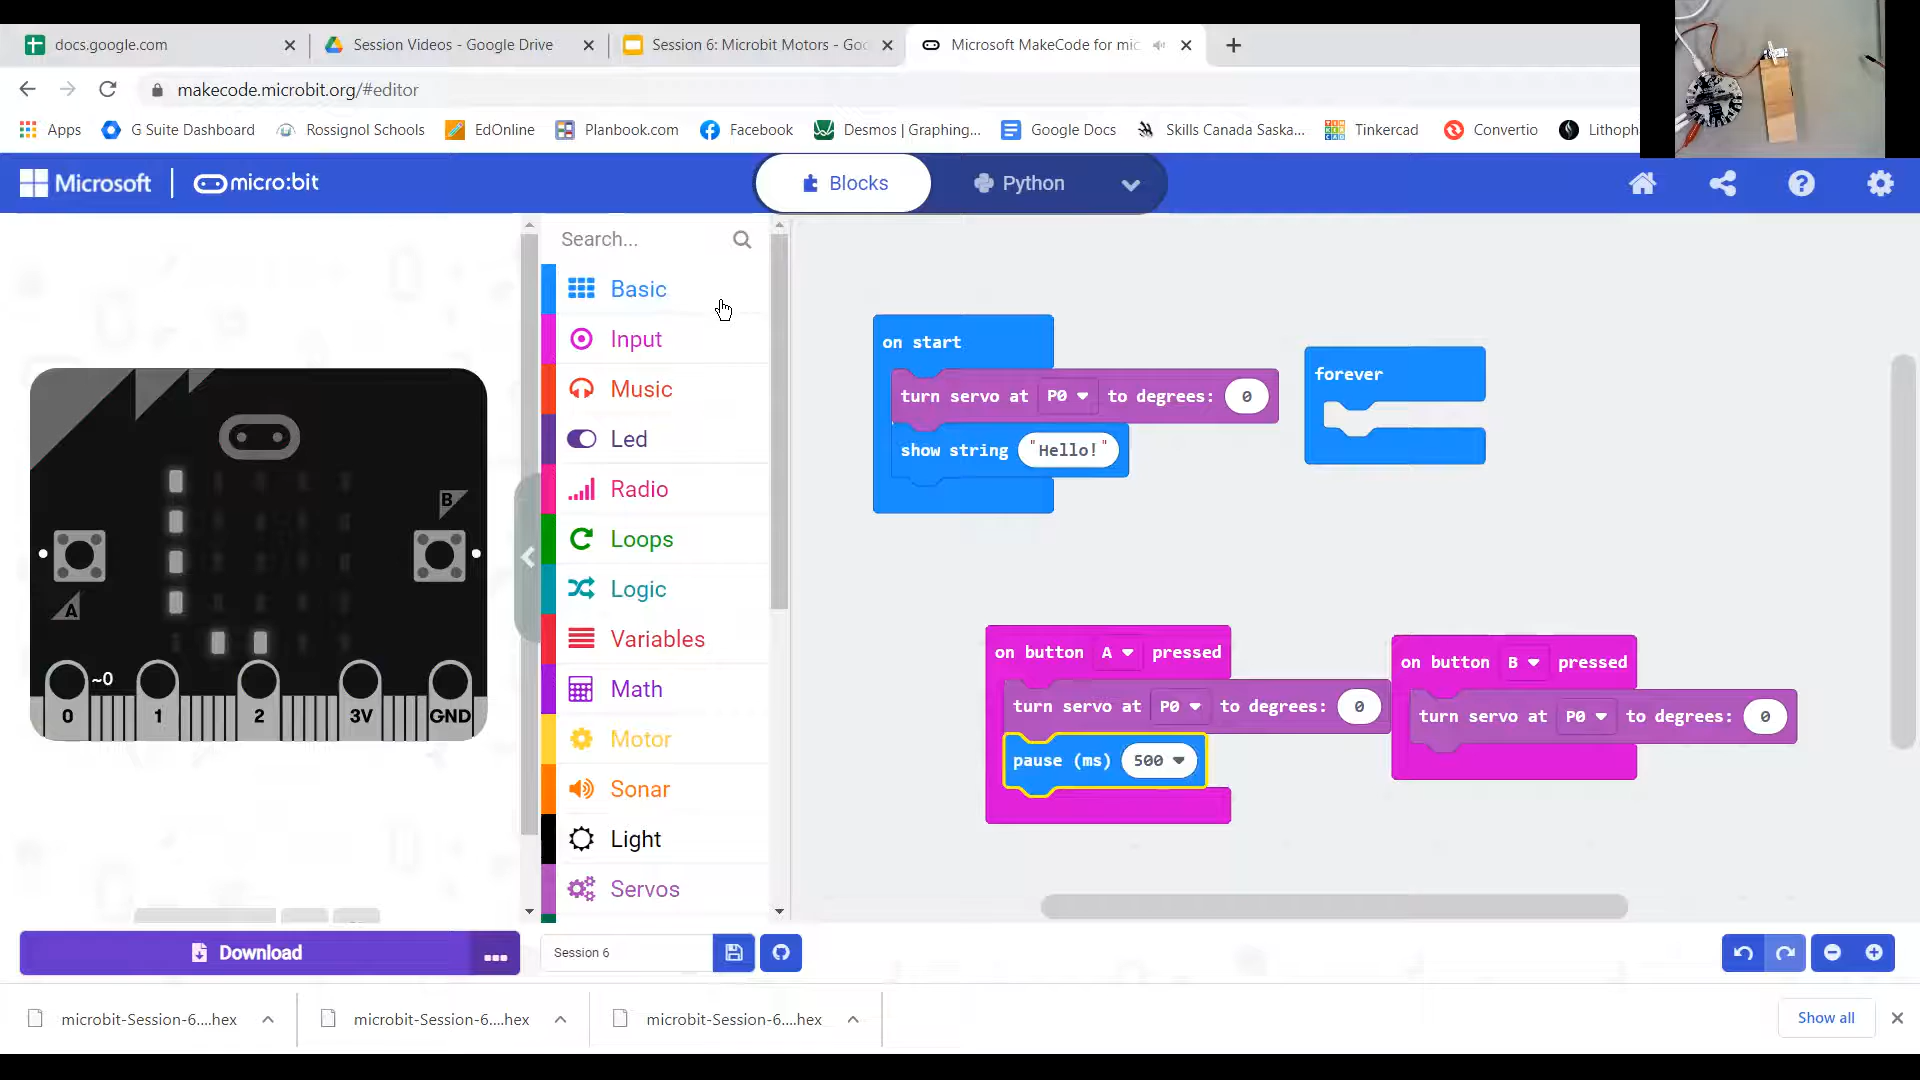 docs.google.com
Session Videos - Google Drive
Session 6: Microbit Motors - Goo
Microsoft MakeCode for mic
makecode.microbit.org/#editor
Apps
G Suite Dashboard
Rossignol Schools
EdOnline
Planbook.com
Facebook
Desmos | Graphing...
Google Docs
Skills Canada Saska...
Tinkercad
Convertio
Lithoph
Microsoft
micro:bit
Blocks
Python
Search...
Basic
Input
Music
Led
Radio
Loops
Logic
Variables
Math
Motor
Sonar
Light
Servos
A
B
~0
0 1 2 3V GND
on start
turn servo at P0 to degrees: 0
show string "Hello!"
forever
on button A pressed
turn servo at P0 to degrees: 0
pause (ms) 500
on button B pressed
turn servo at P0 to degrees: 0
Download
...
Session 6
microbit-Session-6....hex
microbit-Session-6....hex
microbit-Session-6....hex
Show all